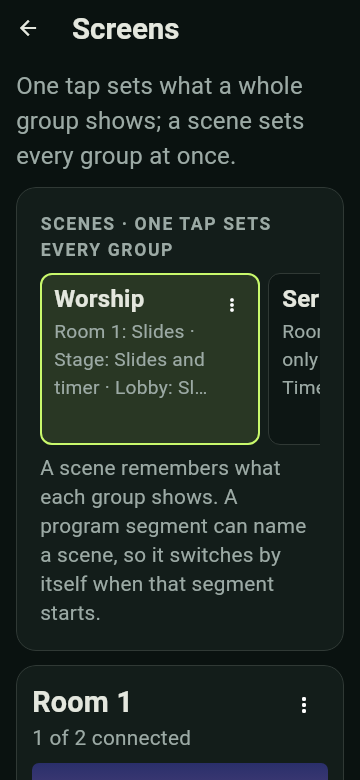 Screens
One tap sets what a whole
group shows; a scene sets
every group at once.
SCENES · ONE TAP SETS
EVERY GROUP
Worship
Room 1: Slides ·
Stage: Slides and
timer · Lobby: Sl…
only
A scene remembers what
each group shows. A
program segment can name
a scene, so it switches by
itself when that segment
starts.
Room 1
1 of 2 connected